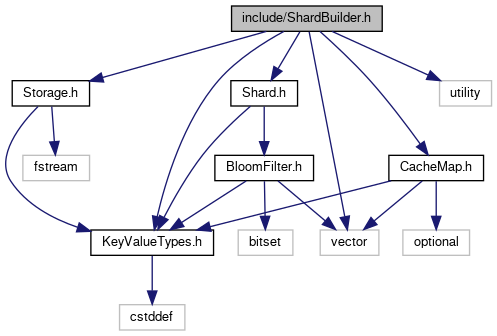 include/ShardBuilder.h
Storage.h
Shard.h
utility
fstream
BloomFilter.h
CacheMap.h
KeyValueTypes.h
bitset
vector
optional
cstddef